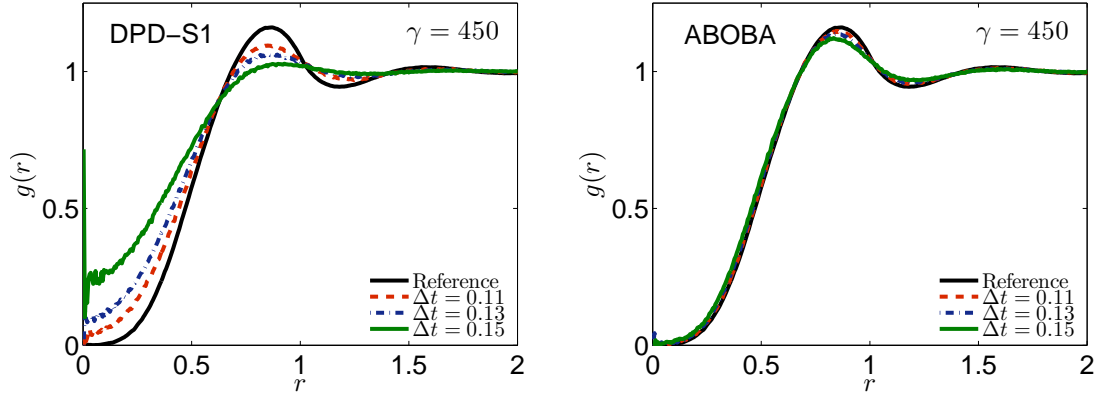 DPD−S1
γ = 450
1
0.5
0
g(r)
Reference
Δt = 0.11
Δt = 0.13
Δt = 0.15
0 0.5 1 1.5 2
r
ABOBA
γ = 450
1
0.5
0
g(r)
Reference
Δt = 0.11
Δt = 0.13
Δt = 0.15
0 0.5 1 1.5 2
r